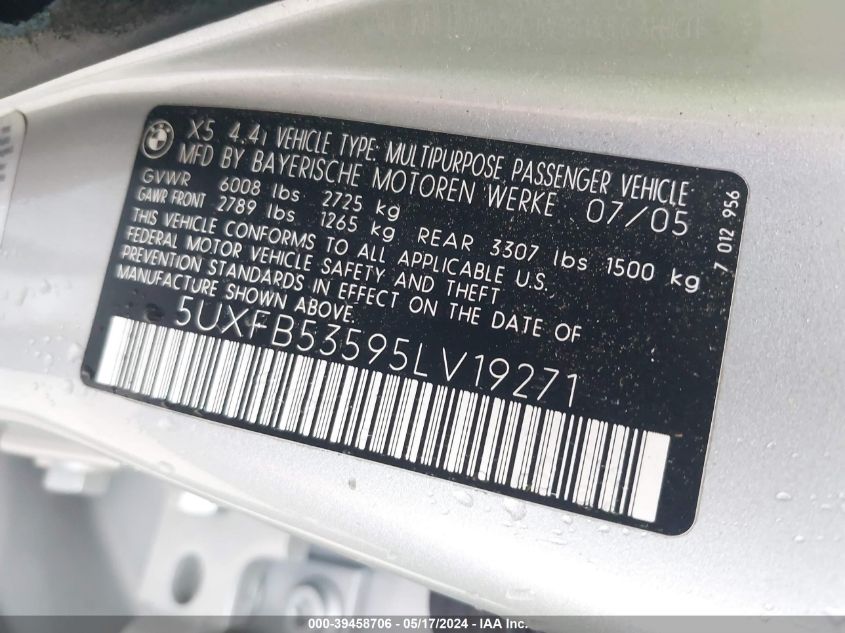 X5 4.4i VEHICLE TYPE: MULTIPURPOSE PASSENGER VEHICLE
MFD BY BAYERISCHE MOTOREN WERKE 07/05
GVWR 6008 lbs 2725 kg
GAWR FRONT 2789 lbs 1265 kg REAR 3307 lbs 1500 kg
THIS VEHICLE CONFORMS TO ALL APPLICABLE U.S.
FEDERAL MOTOR VEHICLE SAFETY AND THEFT
PREVENTION STANDARDS IN EFFECT ON THE DATE OF
MANUFACTURE SHOWN ABOVE.
5UXFB53595LV19271
7 012 956
000-39458706 - 05/17/2024 - IAA Inc.